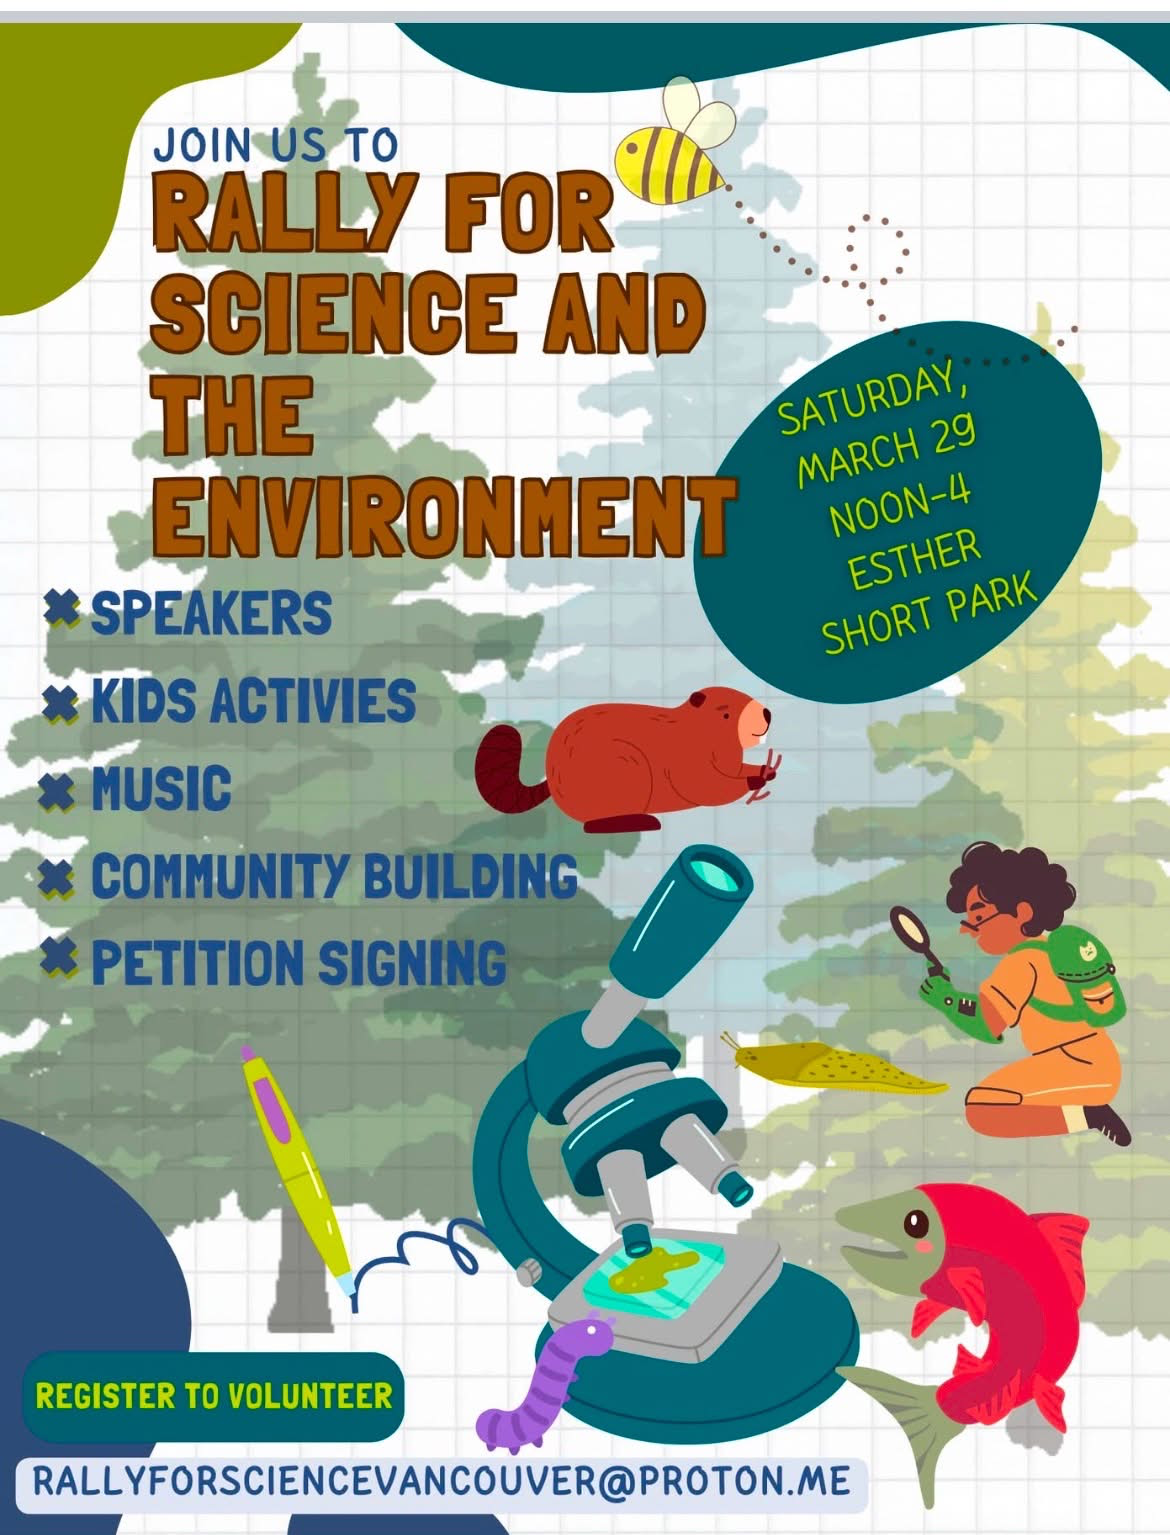 JOIN US TO
RALLY FOR
SCIENCE AND
THE
ENVIRONMENT
SATURDAY,
MARCH 29
NOON-4
ESTHER
SHORT PARK
SPEAKERS
KIDS ACTIVIES
MUSIC
COMMUNITY BUILDING
PETITION SIGNING
REGISTER TO VOLUNTEER
RALLYFORSCIENCEVANCOUVER@PROTON.ME